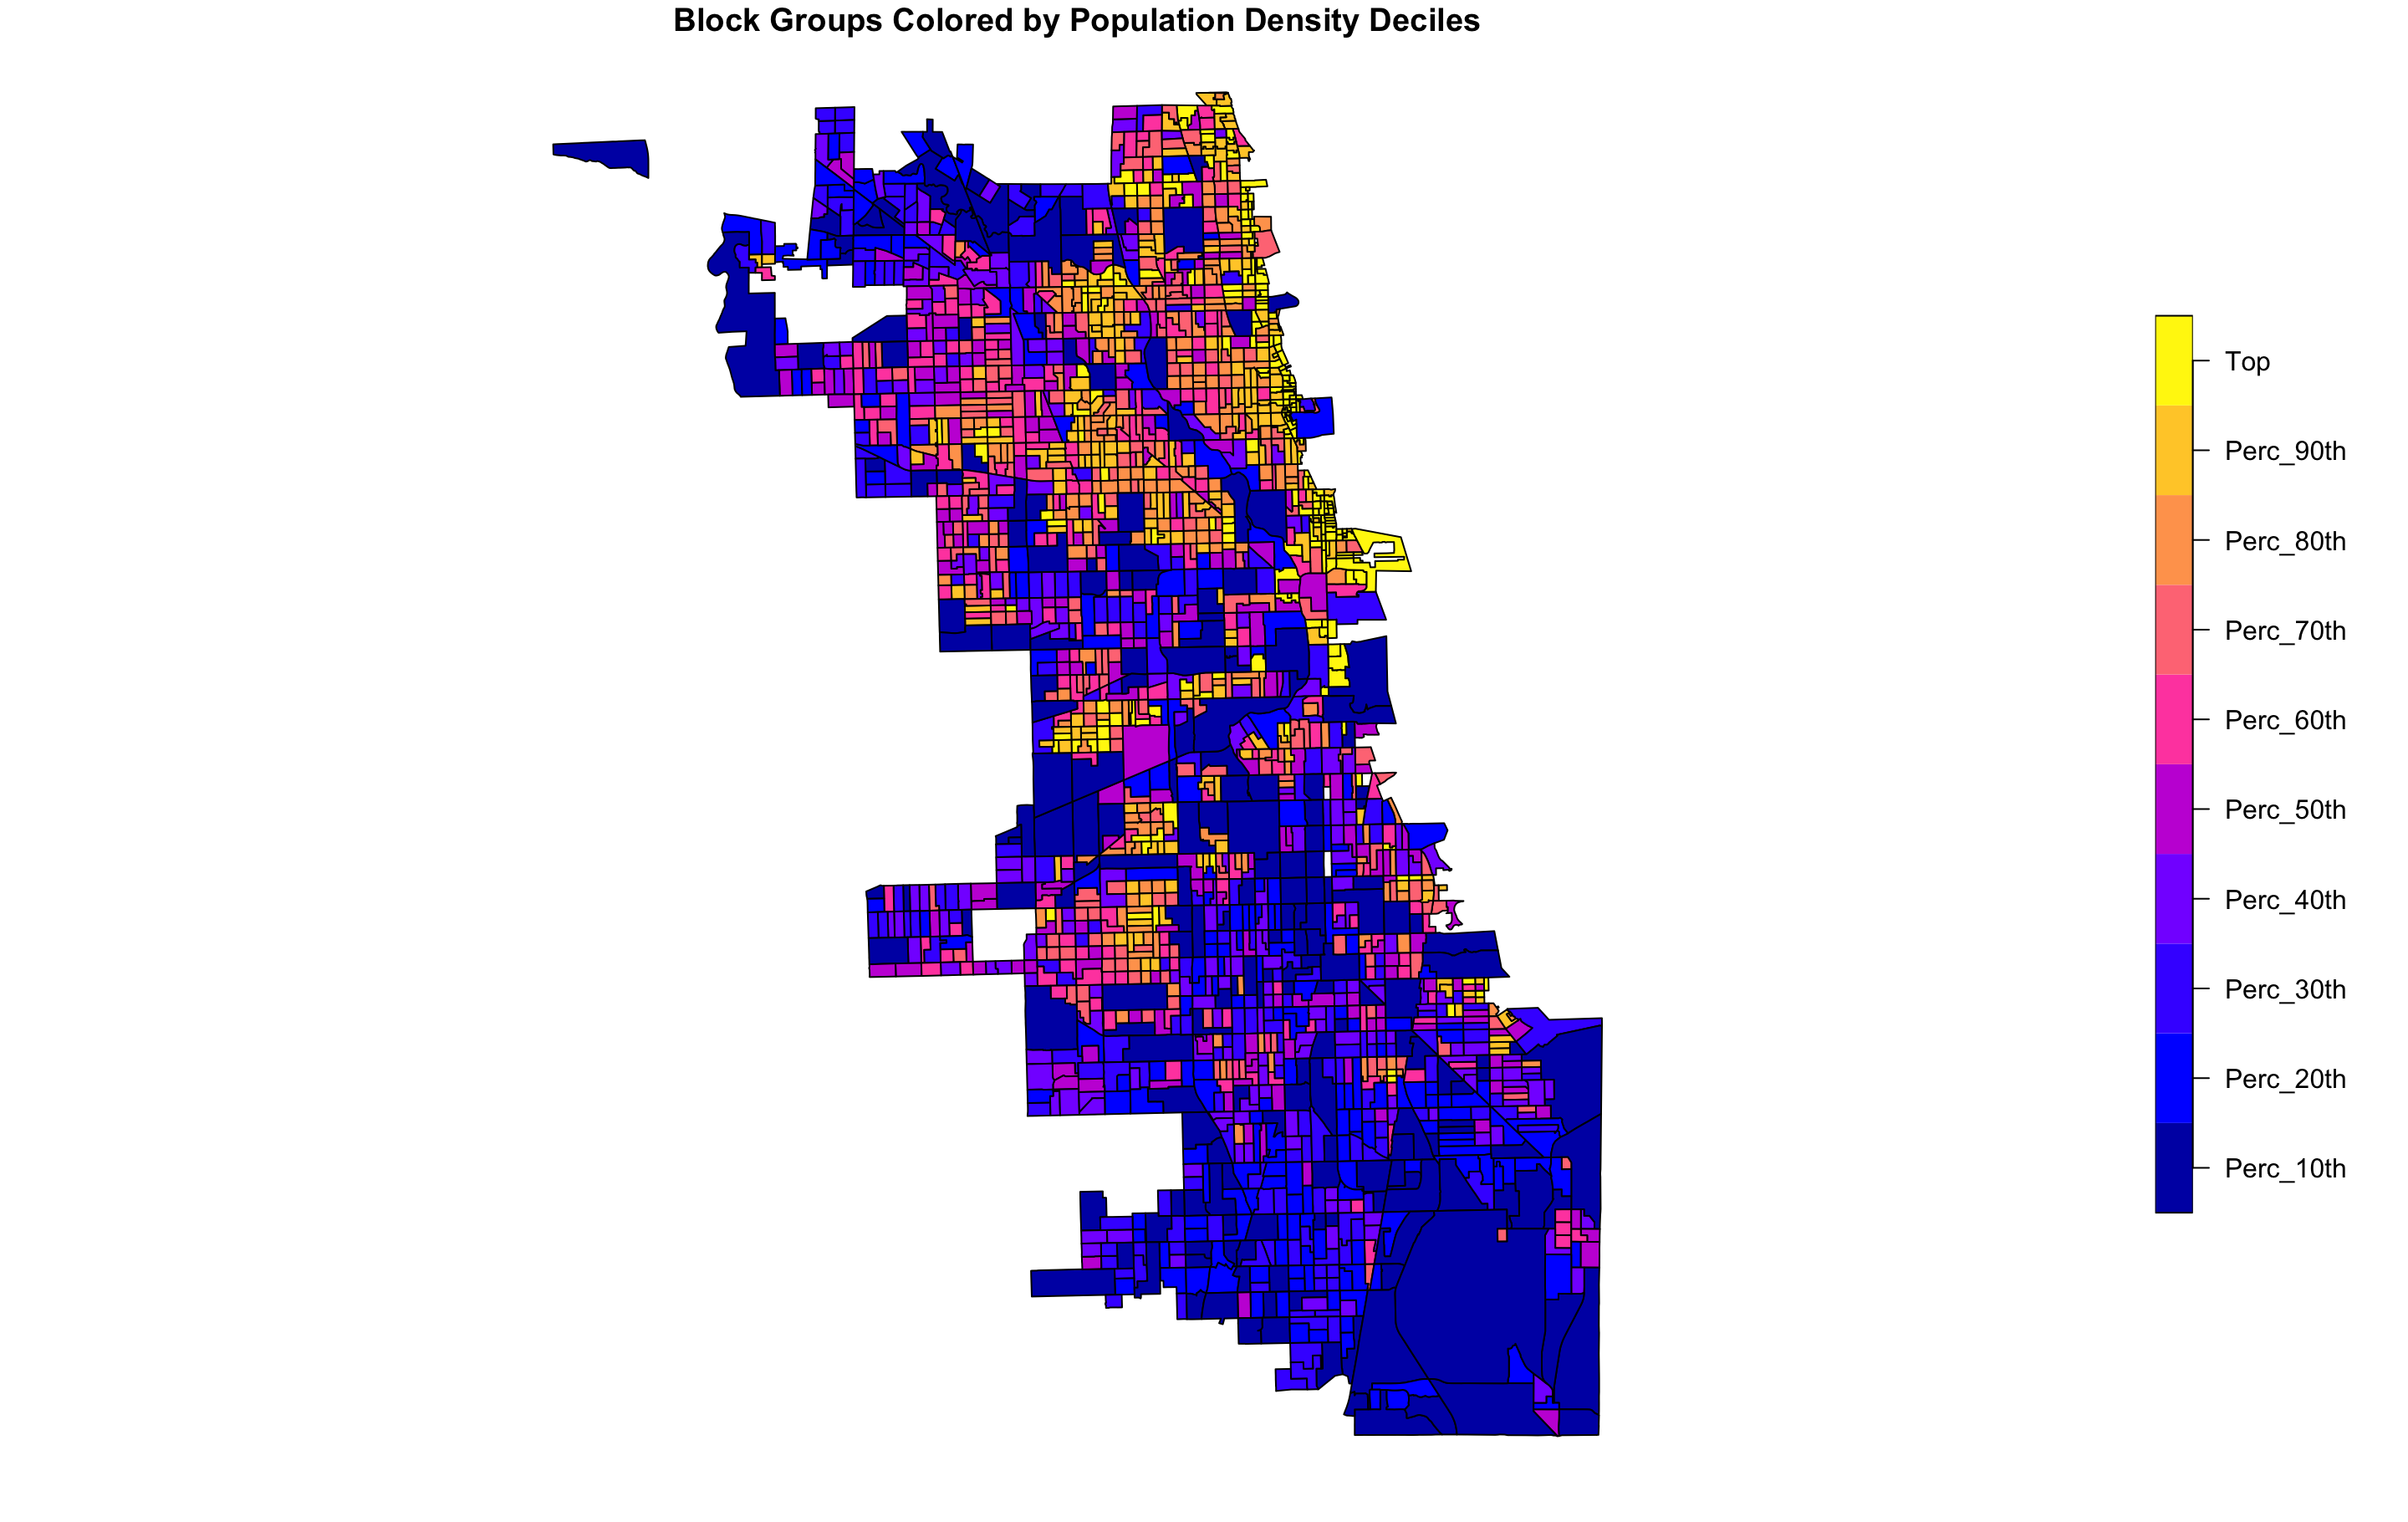 Block Groups Colored by Population Density Deciles
Top
Perc_90th
Perc_80th
Perc_70th
Perc_60th
Perc_50th
Perc_40th
Perc_30th
Perc_20th
Perc_10th